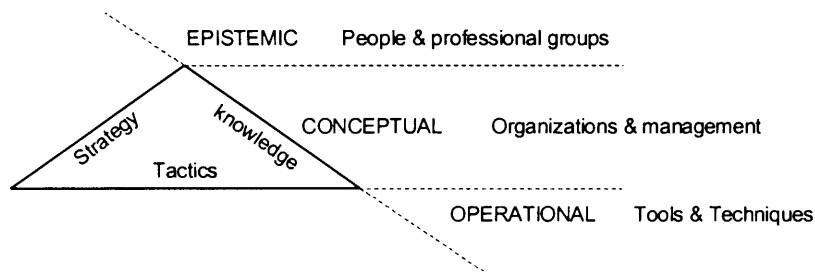 EPISTEMIC People & professional groups
Strategy
knowledge
CONCEPTUAL Organizations & management
Tactics
OPERATIONAL Tools & Techniques